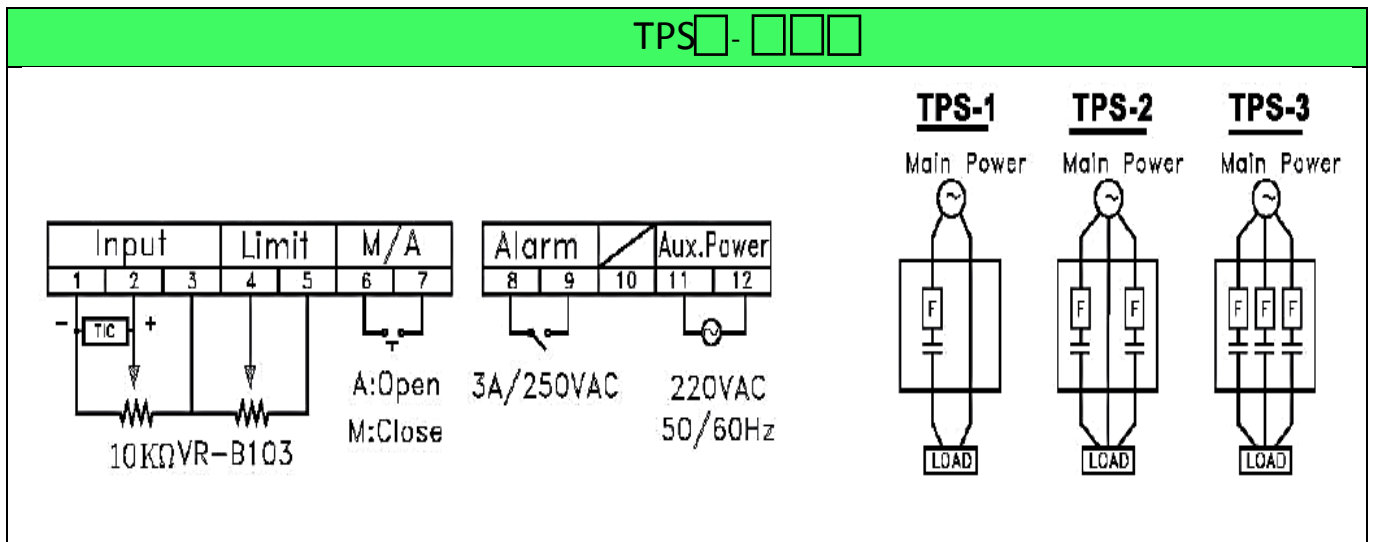 TPS□-□□□
TPS-1 TPS-2 TPS-3
Main Power Main Power Main Power
~ ~ ~
Input Limit M/A Alarm Aux.Power
1 2 3 4 5 6 7 8 9 10 11 12
- TIC + ~
F F F F F F
A:Open 3A/250VAC 220VAC
M:Close 50/60Hz
10KΩVR-B103
LOAD LOAD LOAD